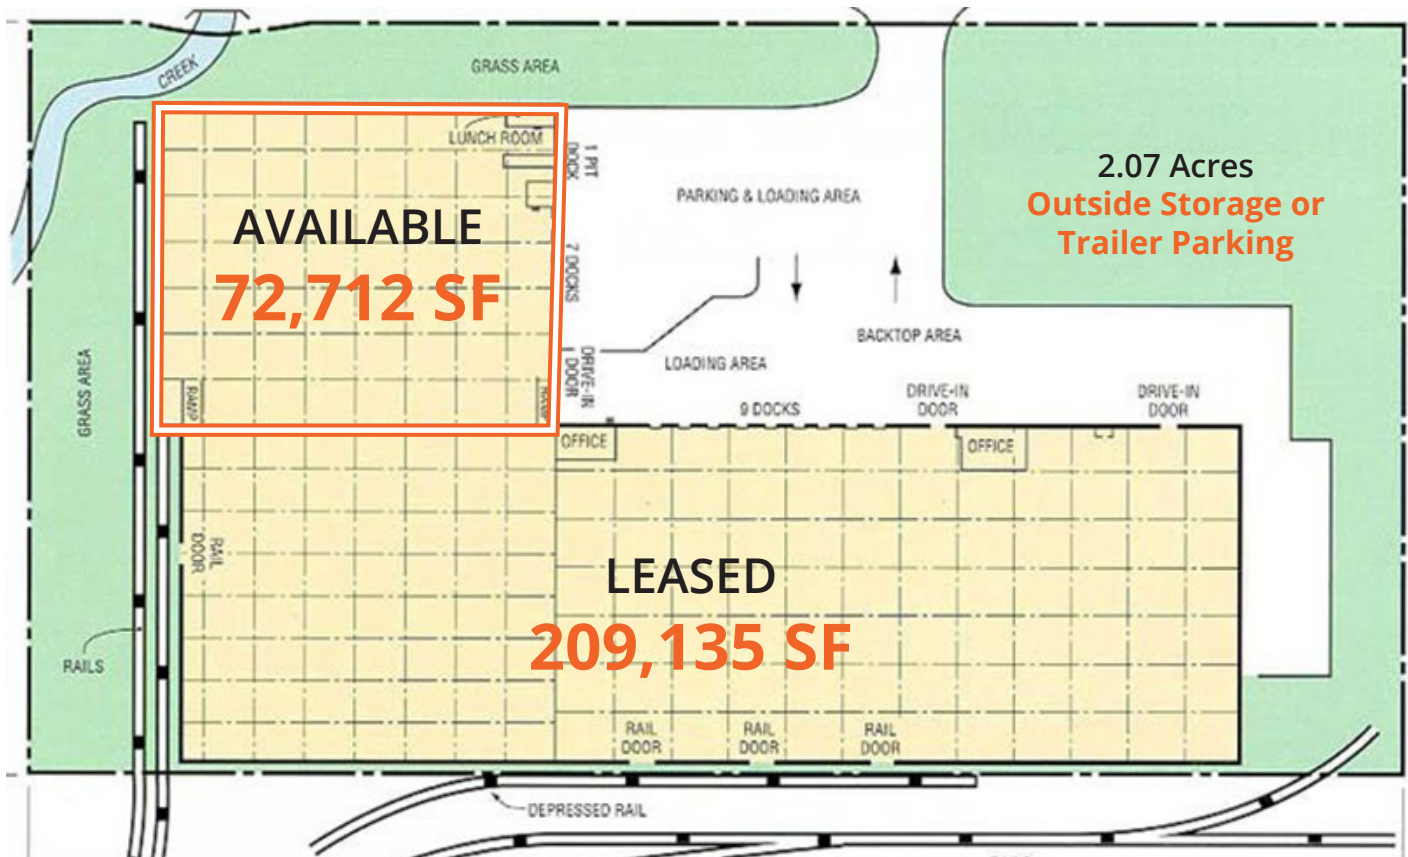 CREEK
GRASS AREA
LUNCH ROOM
1 PIT
DOCK
PARKING & LOADING AREA
2.07 Acres
Outside Storage or
Trailer Parking
AVAILABLE
72,712 SF
7 DOCKS
BACKTOP AREA
LOADING AREA
DRIVE-IN
DOOR
GRASS AREA
RAMP
9 DOCKS
DRIVE-IN
DOOR
DRIVE-IN
DOOR
OFFICE
OFFICE
RAIL
DOOR
LEASED
209,135 SF
RAILS
RAIL
DOOR
RAIL
DOOR
RAIL
DOOR
DEPRESSED RAIL